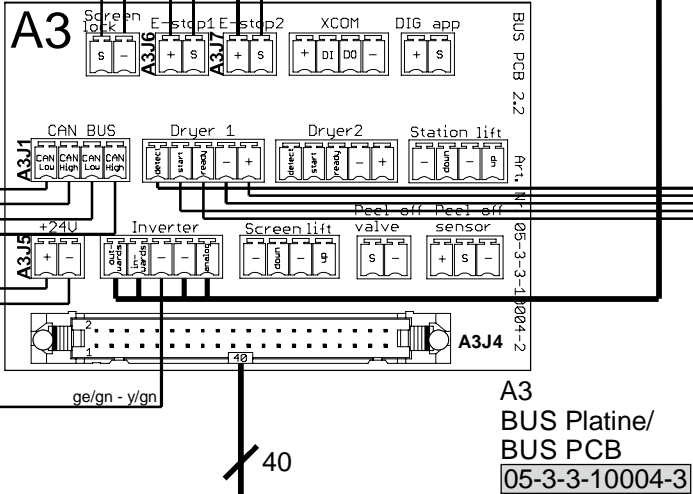 A3
Screen lock
E-stop1
E-stop2
XCOM
DIG app
S -
A3J6
+ S
A3J7
+ S
+ DI DO -
+ S
BUS PCB 2.2
CAN BUS
Dryer 1
Dryer2
Station lift
A3J1
CAN Low
CAN High
CAN Low
CAN High
detect start ready - +
detect start ready - +
- down - up
Art. Nr 05-3-3-10004-2
+24V
Inverter
Screen lift
Peel off valve
Peel off sensor
A3J5
+ -
out-wards in-wards - - analog
- down - up
S -
+ S -
2
1
40
A3J4
ge/gn - y/gn
40
A3
BUS Platine/
BUS PCB
05-3-3-10004-3